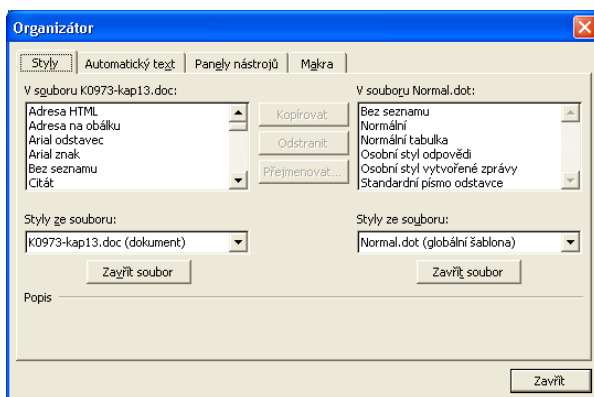 Organizátor
Styly
Automatický text
Panely nástrojů
Makra
V souboru K0973-kap13.doc:
Adresa HTML
Adresa na obálku
Arial odstavec
Arial znak
Bez seznamu
Citát
Kopírovat
Odstranit
Přejmenovat...
V souboru Normal.dot:
Bez seznamu
Normální
Normální tabulka
Osobní styl odpovědi
Osobní styl vytvořené zprávy
Standardní písmo odstavce
Styly ze souboru:
K0973-kap13.doc (dokument)
Zavřít soubor
Styly ze souboru:
Normal.dot (globální šablona)
Zavřít soubor
Popis
Zavřít